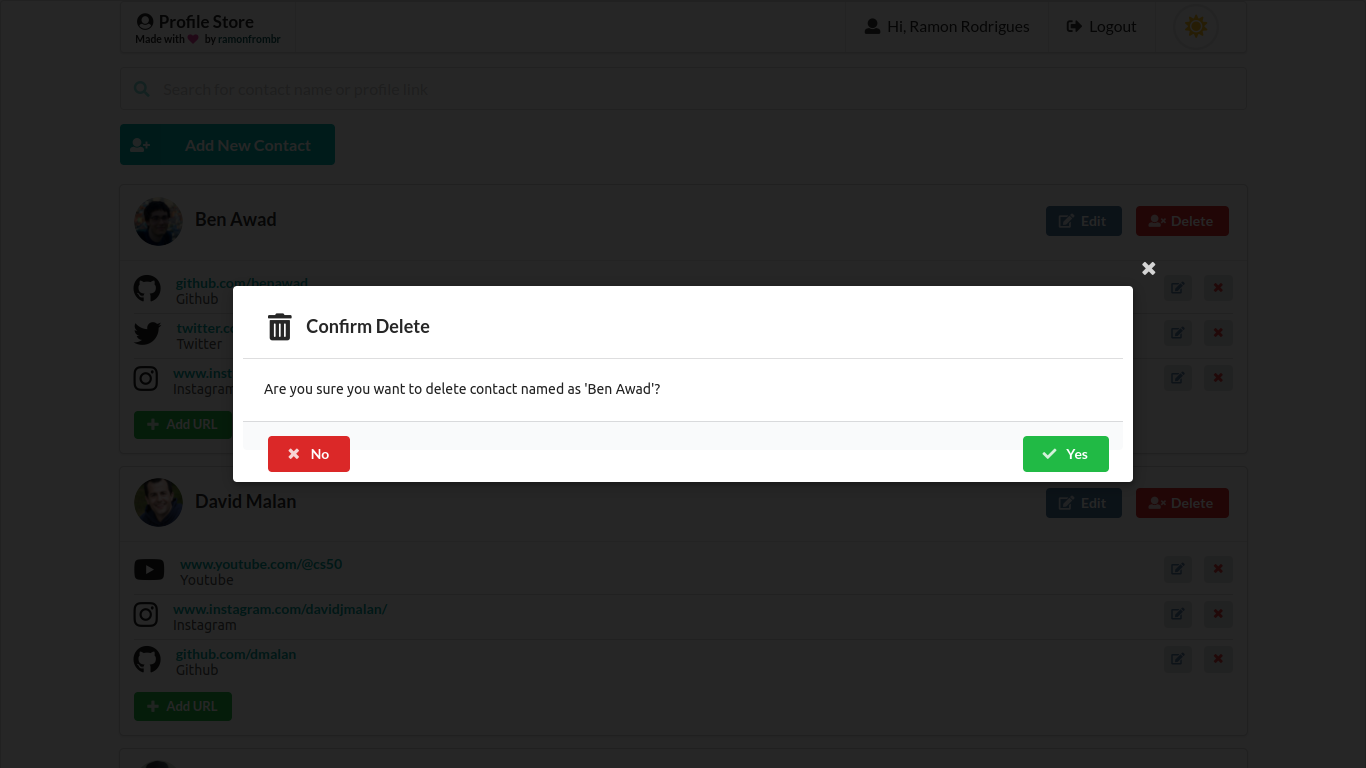 Profile Store
Made with by ramonfrombr
Hi, Ramon Rodrigues
Logout
Search for contact name or profile link
Add New Contact
Ben Awad
Edit
Delete
github.com/benawad
Github
twitter.c
Twitter
www.inst
Instagram
Add URL
Confirm Delete
Are you sure you want to delete contact named as 'Ben Awad'?
No
Yes
David Malan
Edit
Delete
www.youtube.com/@cs50
Youtube
www.instagram.com/davidjmalan/
Instagram
github.com/dmalan
Github
Add URL